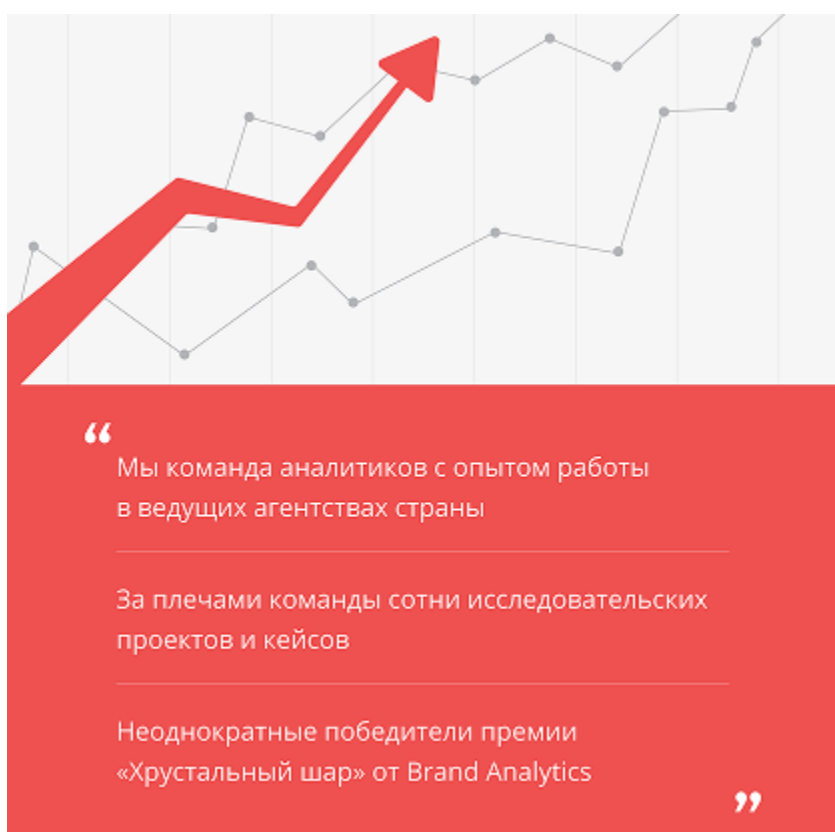 “
Мы команда аналитиков с опытом работы
в ведущих агентствах страны
За плечами команды сотни исследовательских
проектов и кейсов
Неоднократные победители премии
«Хрустальный шар» от Brand Analytics
”